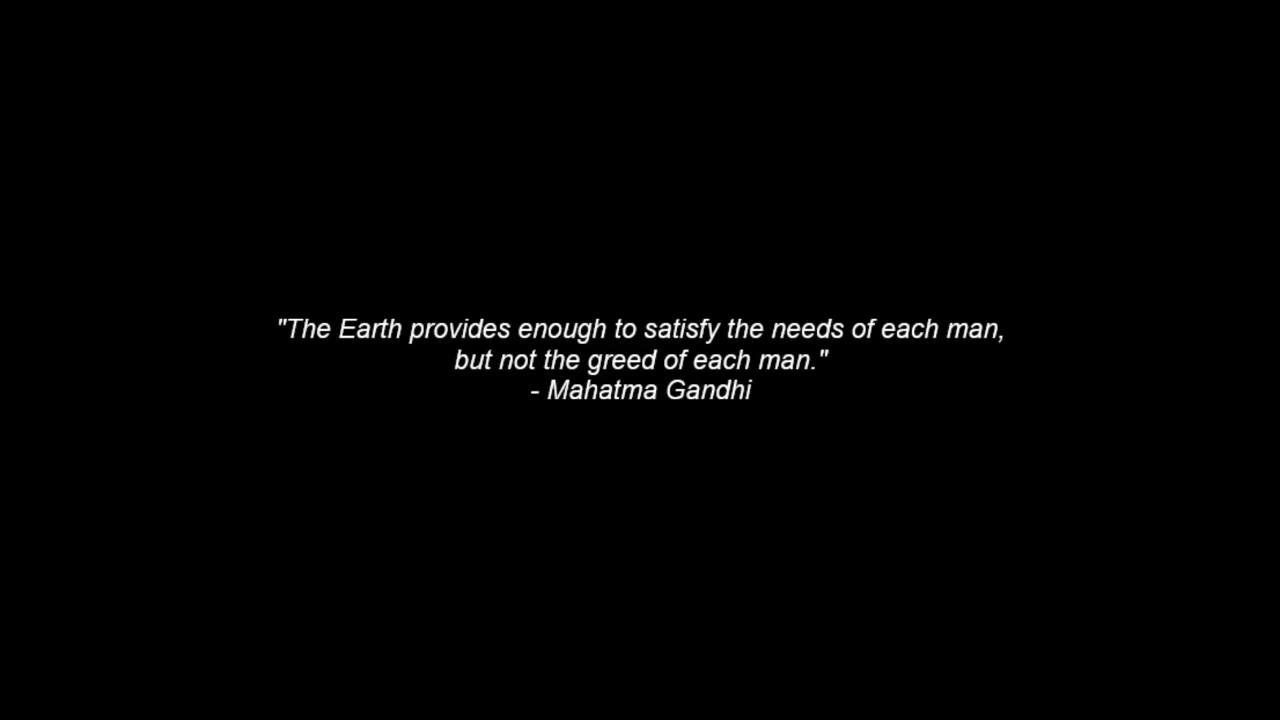 "The Earth provides enough to satisfy the needs of each man,
but not the greed of each man."
- Mahatma Gandhi